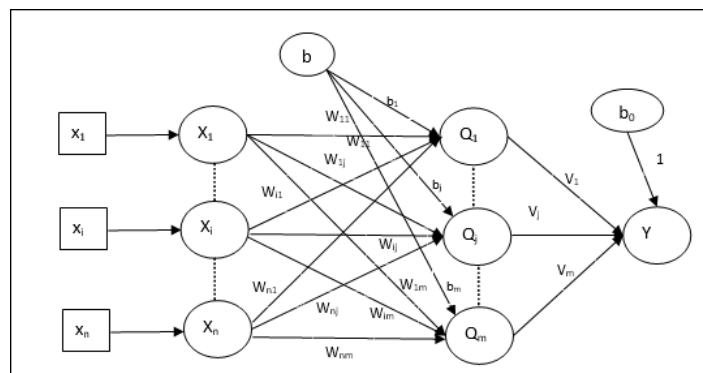 b
b₀
x₁
X₁
W₁₁
W₁₁
b₁
Q₁
1
W₁ⱼ
V₁
Wᵢ₁
bⱼ
xᵢ
Xᵢ
Wᵢⱼ
Qⱼ
Vⱼ
Y
Wₙ₁
W₁ₘ
bₘ
Vₘ
Wₙⱼ
Wᵢₘ
xₙ
Xₙ
Qₘ
Wₙₘ